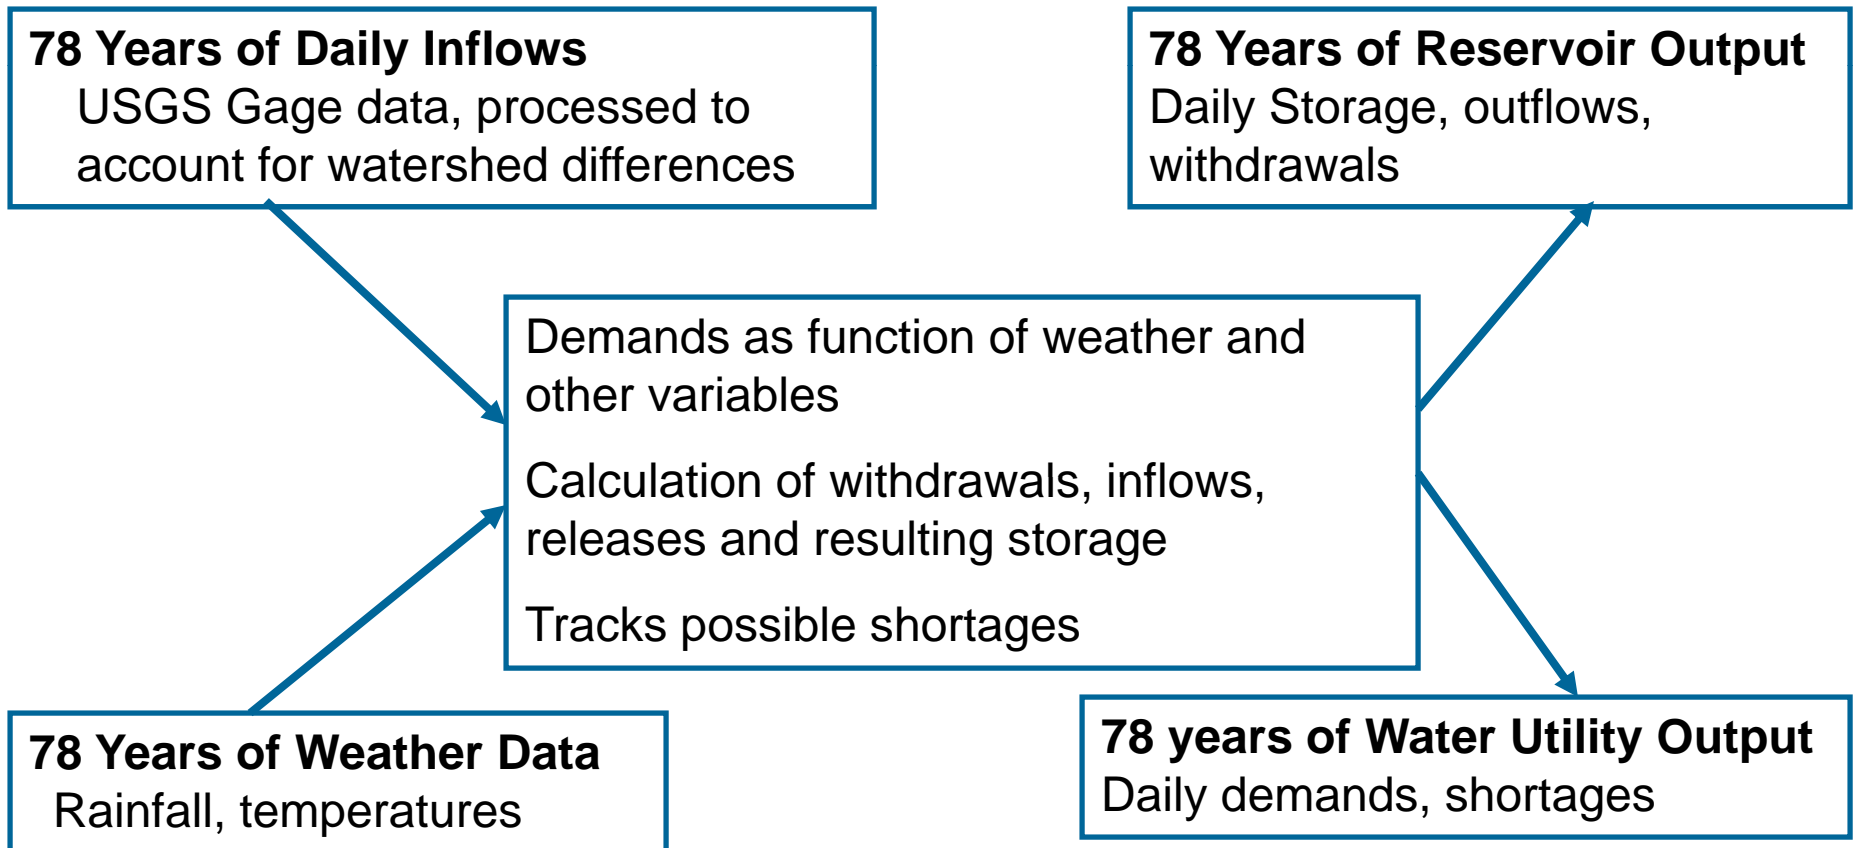 78 Years of Daily Inflows
USGS Gage data, processed to
account for watershed differences
78 Years of Reservoir Output
Daily Storage, outflows,
withdrawals
Demands as function of weather and
other variables
Calculation of withdrawals, inflows,
releases and resulting storage
Tracks possible shortages
78 Years of Weather Data
Rainfall, temperatures
78 years of Water Utility Output
Daily demands, shortages